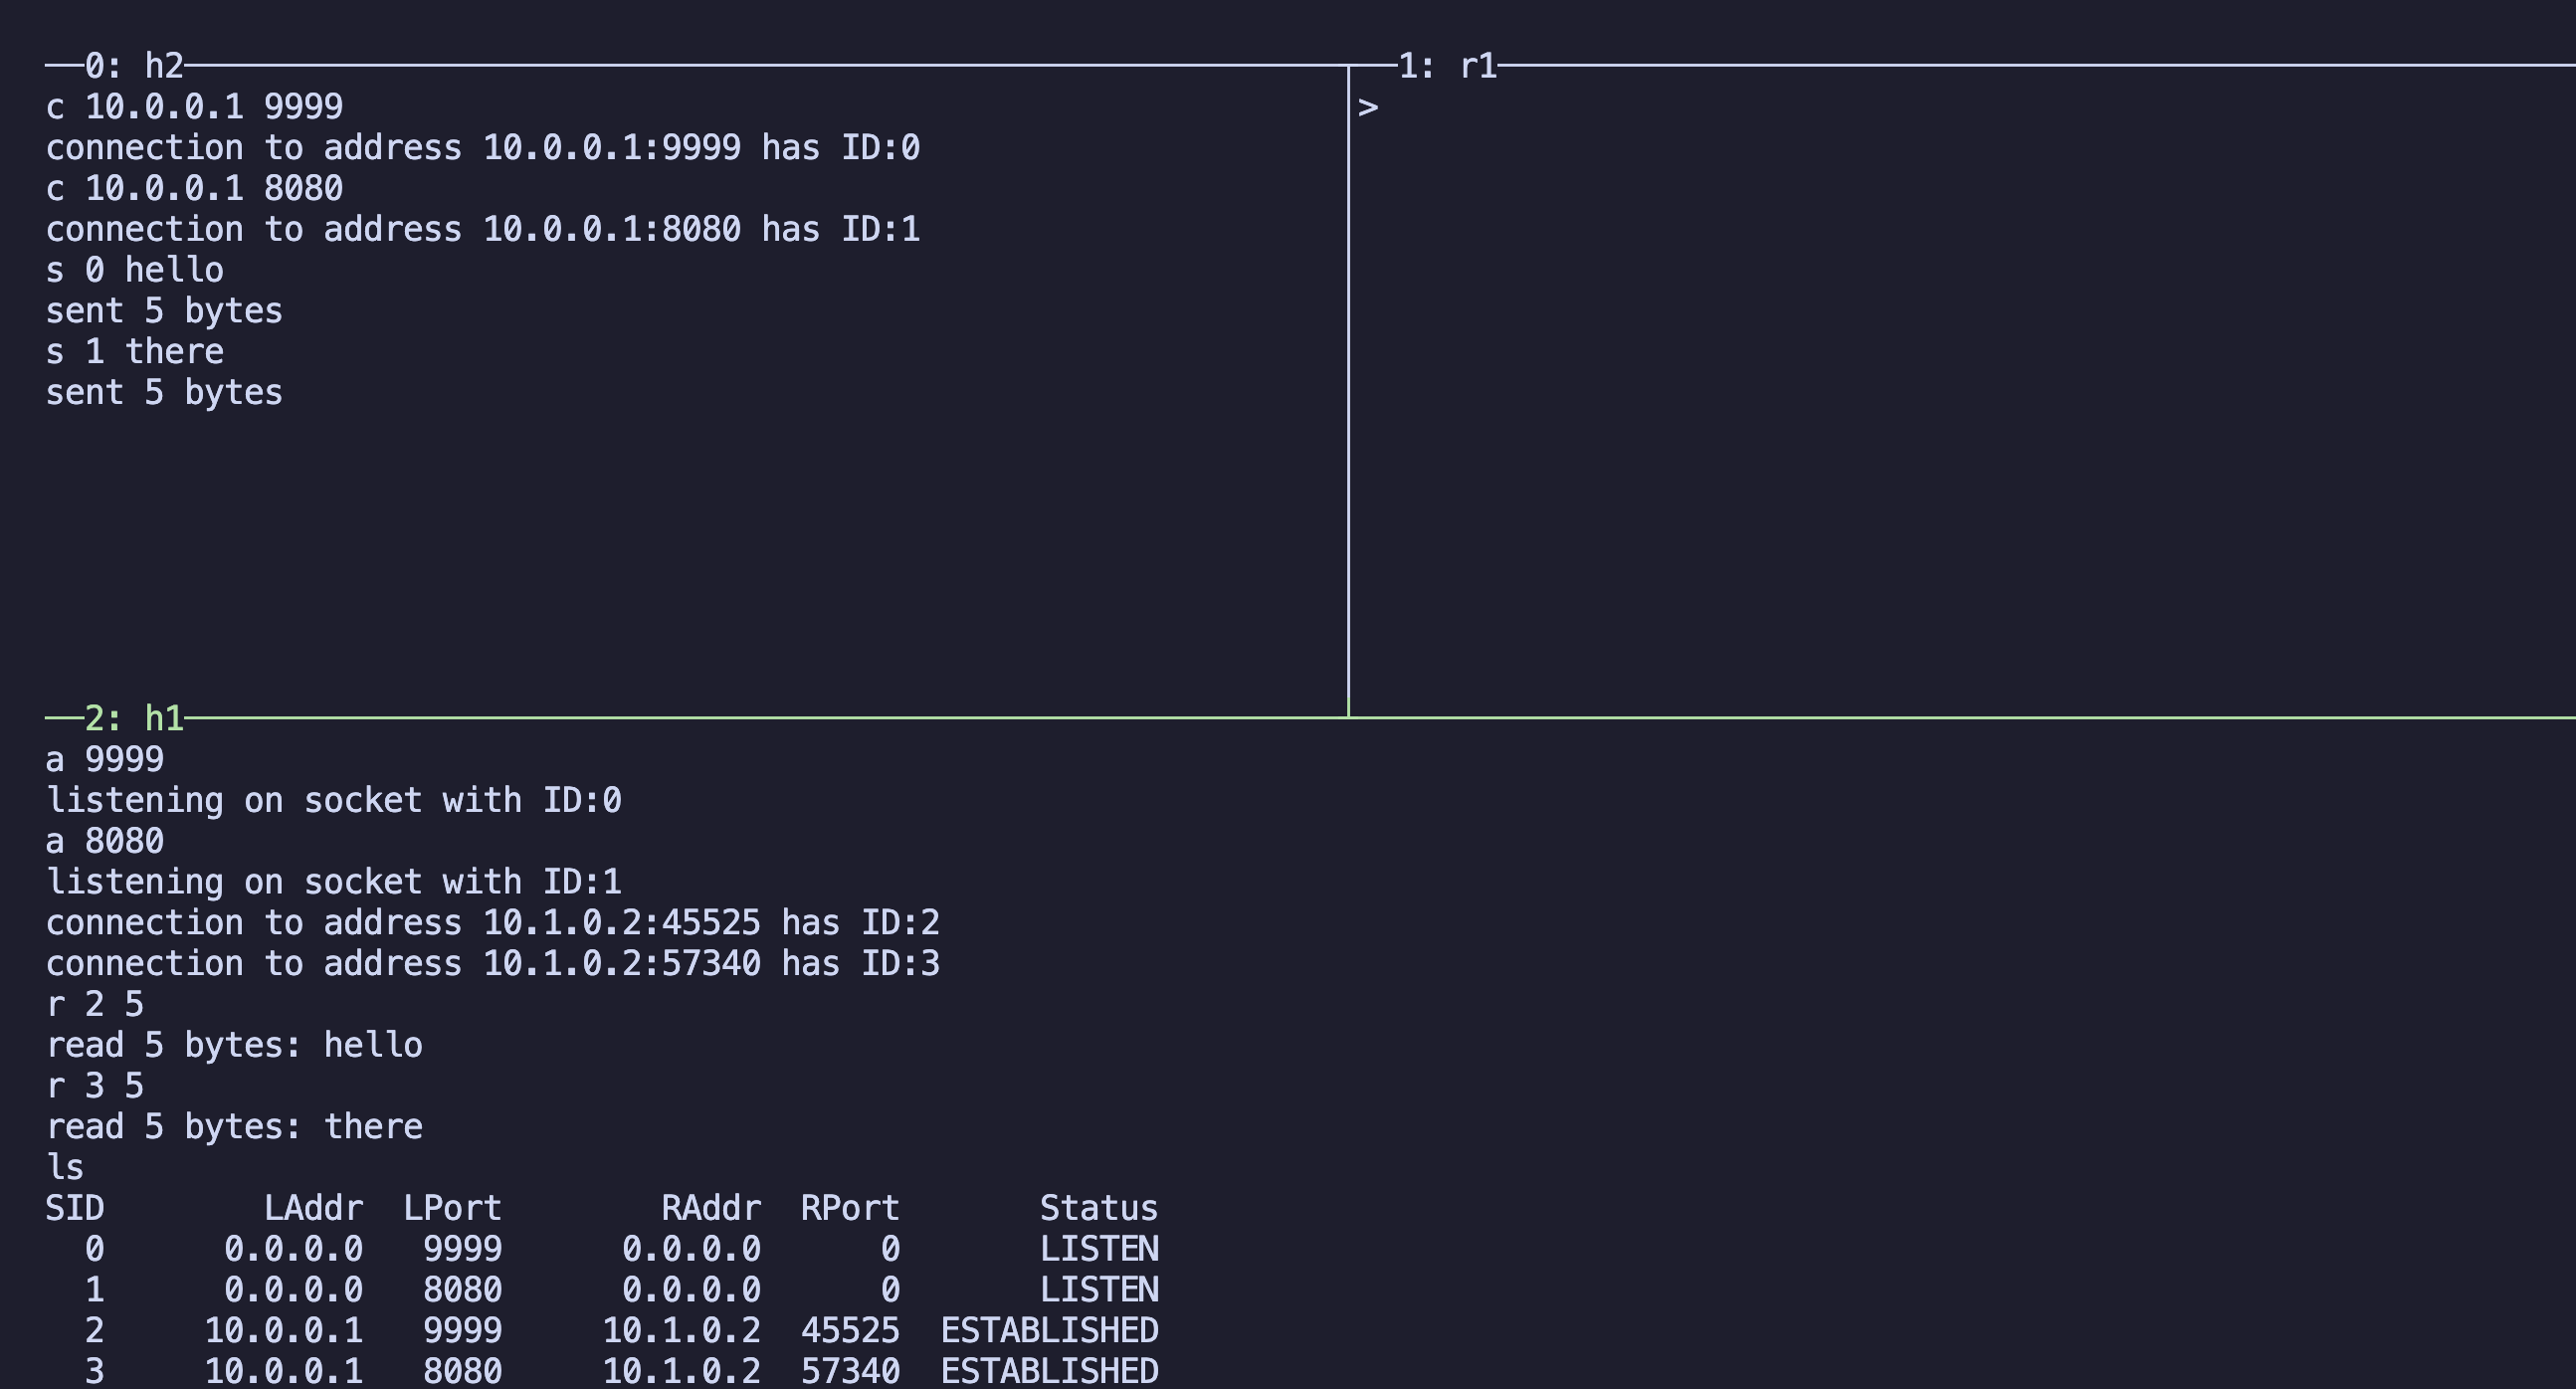 0: h2
c 10.0.0.1 9999
connection to address 10.0.0.1:9999 has ID:0
c 10.0.0.1 8080
connection to address 10.0.0.1:8080 has ID:1
s 0 hello
sent 5 bytes
s 1 there
sent 5 bytes
1: r1
>
2: h1
a 9999
listening on socket with ID:0
a 8080
listening on socket with ID:1
connection to address 10.1.0.2:45525 has ID:2
connection to address 10.1.0.2:57340 has ID:3
r 2 5
read 5 bytes: hello
r 3 5
read 5 bytes: there
ls
SID        LAddr  LPort        RAddr  RPort       Status
  0      0.0.0.0   9999      0.0.0.0      0       LISTEN
  1      0.0.0.0   8080      0.0.0.0      0       LISTEN
  2     10.0.0.1   9999     10.1.0.2  45525  ESTABLISHED
  3     10.0.0.1   8080     10.1.0.2  57340  ESTABLISHED